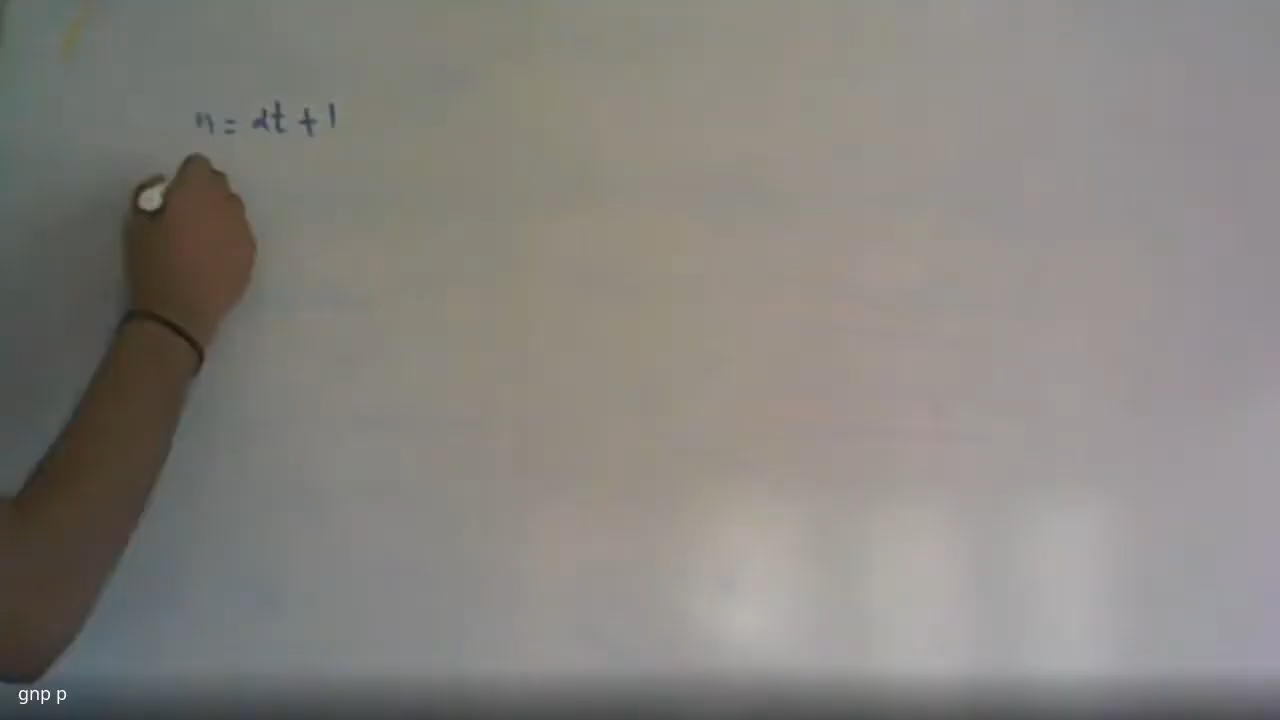 n = 2t + 1
gnp p